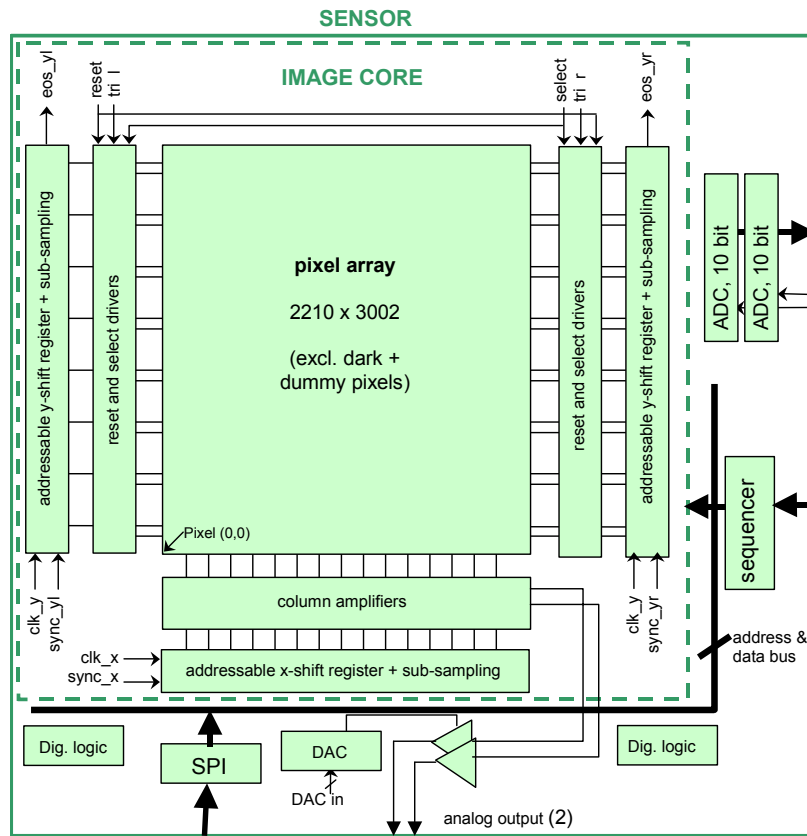 SENSOR
IMAGE CORE
eos_yl
reset
tri_l
select
tri_r
eos_yr
addressable y-shift register + sub-sampling
reset and select drivers
pixel array
2210 x 3002
(excl. dark +
dummy pixels)
reset and select drivers
addressable y-shift register + sub-sampling
ADC, 10 bit
ADC, 10 bit
Pixel (0,0)
sequencer
clk_y
sync_yl
column amplifiers
clk_y
sync_yr
address &
data bus
clk_x
sync_x
addressable x-shift register + sub-sampling
Dig. logic
SPI
DAC
Dig. logic
DAC in
analog output (2)